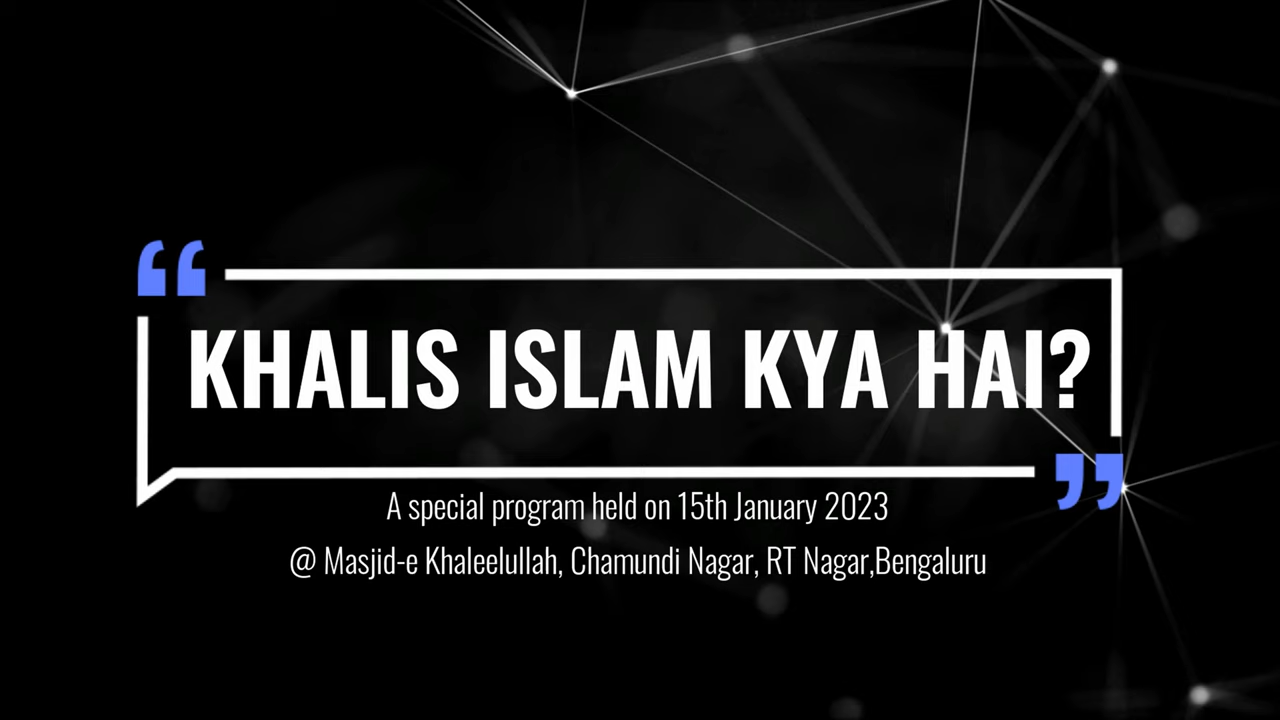 KHALIS ISLAM KYA HAI?
A special program held on 15th January 2023
@ Masjid-e Khaleelullah, Chamundi Nagar, RT Nagar,Bengaluru